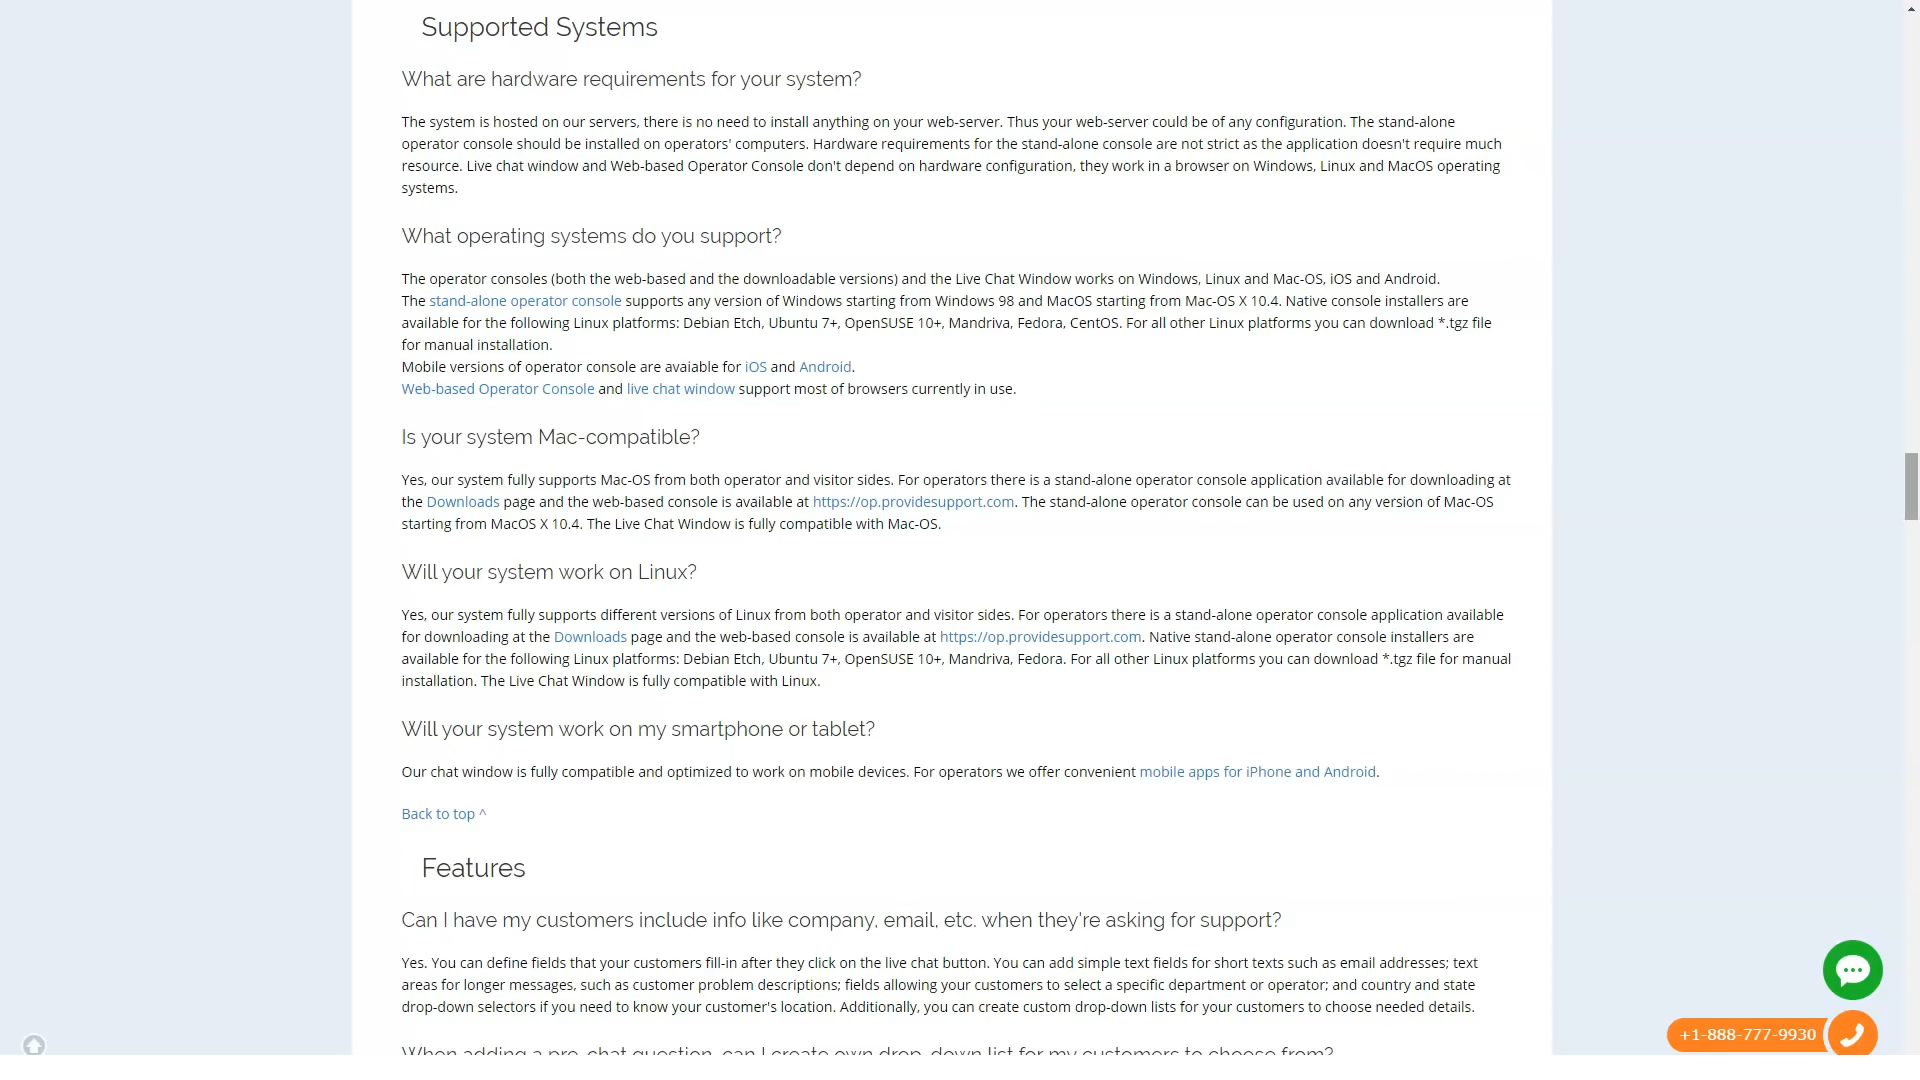 Supported Systems
What are hardware requirements for your system?
The system is hosted on our servers, there is no need to install anything on your web-server. Thus your web-server could be of any configuration. The stand-alone
operator console should be installed on operators' computers. Hardware requirements for the stand-alone console are not strict as the application doesn't require much
resource. Live chat window and Web-based Operator Console don't depend on hardware configuration, they work in a browser on Windows, Linux and MacOS operating
systems.
What operating systems do you support?
The operator consoles (both the web-based and the downloadable versions) and the Live Chat Window works on Windows, Linux and Mac-OS, iOS and Android.
The stand-alone operator console supports any version of Windows starting from Windows 98 and MacOS starting from Mac-OS X 10.4. Native console installers are
available for the following Linux platforms: Debian Etch, Ubuntu 7+, OpenSUSE 10+, Mandriva, Fedora, CentOS. For all other Linux platforms you can download *.tgz file
for manual installation.
Mobile versions of operator console are avaiable for iOS and Android.
Web-based Operator Console and live chat window support most of browsers currently in use.
Is your system Mac-compatible?
Yes, our system fully supports Mac-OS from both operator and visitor sides. For operators there is a stand-alone operator console application available for downloading at
the Downloads page and the web-based console is available at https://op.providesupport.com. The stand-alone operator console can be used on any version of Mac-OS
starting from MacOS X 10.4. The Live Chat Window is fully compatible with Mac-OS.
Will your system work on Linux?
Yes, our system fully supports different versions of Linux from both operator and visitor sides. For operators there is a stand-alone operator console application available
for downloading at the Downloads page and the web-based console is available at https://op.providesupport.com. Native stand-alone operator console installers are
available for the following Linux platforms: Debian Etch, Ubuntu 7+, OpenSUSE 10+, Mandriva, Fedora. For all other Linux platforms you can download *.tgz file for manual
installation. The Live Chat Window is fully compatible with Linux.
Will your system work on my smartphone or tablet?
Our chat window is fully compatible and optimized to work on mobile devices. For operators we offer convenient mobile apps for iPhone and Android.
Back to top ^
Features
Can I have my customers include info like company, email, etc. when they're asking for support?
Yes. You can define fields that your customers fill-in after they click on the live chat button. You can add simple text fields for short texts such as email addresses; text
areas for longer messages, such as customer problem descriptions; fields allowing your customers to select a specific department or operator; and country and state
drop-down selectors if you need to know your customer's location. Additionally, you can create custom drop-down lists for your customers to choose needed details.
+1-888-777-9930
When adding a pre-chat question, can I create own drop-down list for my customers to choose from?